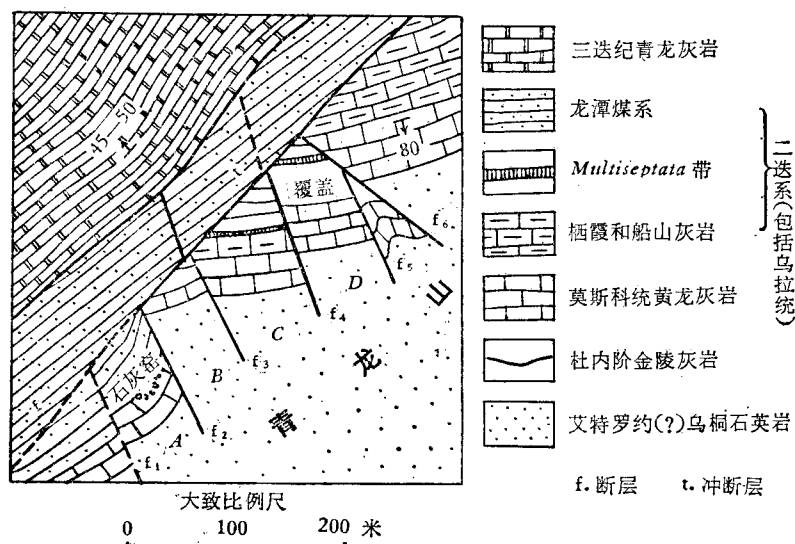 45-50
80
覆盖
石灰窑
t
t
A
B
C
D
f₁
f₂
f₃
f₄
f₅
f₆
青龙山
大致比例尺
0 100 200 米
三迭纪青龙灰岩
龙潭煤系
Multiseptata 带
栖霞和船山灰岩
莫斯科统黄龙灰岩
杜内阶金陵灰岩
艾特罗约(?)乌桐石英岩
二迭系(包括乌拉统)
f. 断层 t. 冲断层